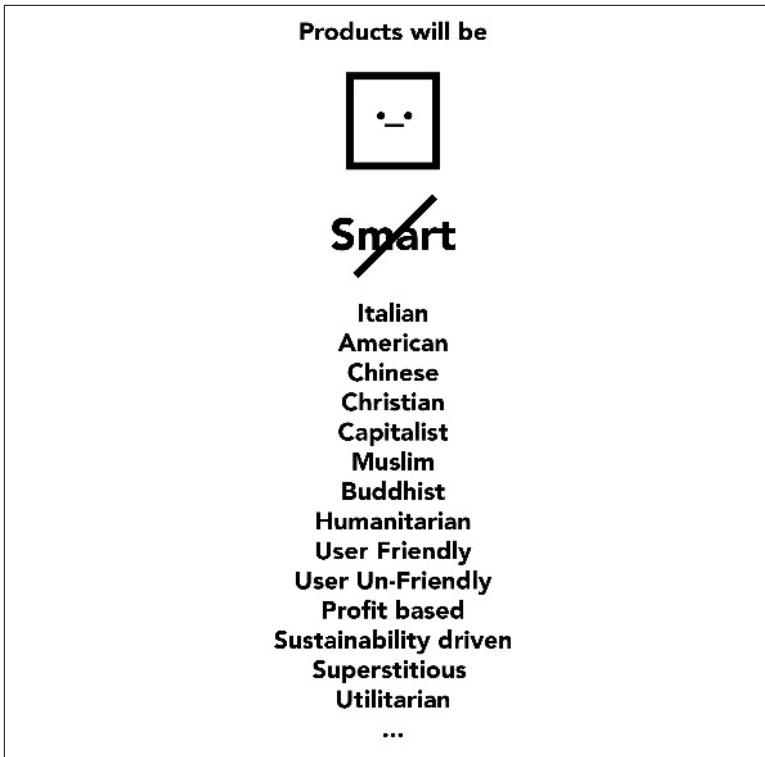 Products will be
Smart
Italian
American
Chinese
Christian
Capitalist
Muslim
Buddhist
Humanitarian
User Friendly
User Un-Friendly
Profit based
Sustainability driven
Superstitious
Utilitarian
...